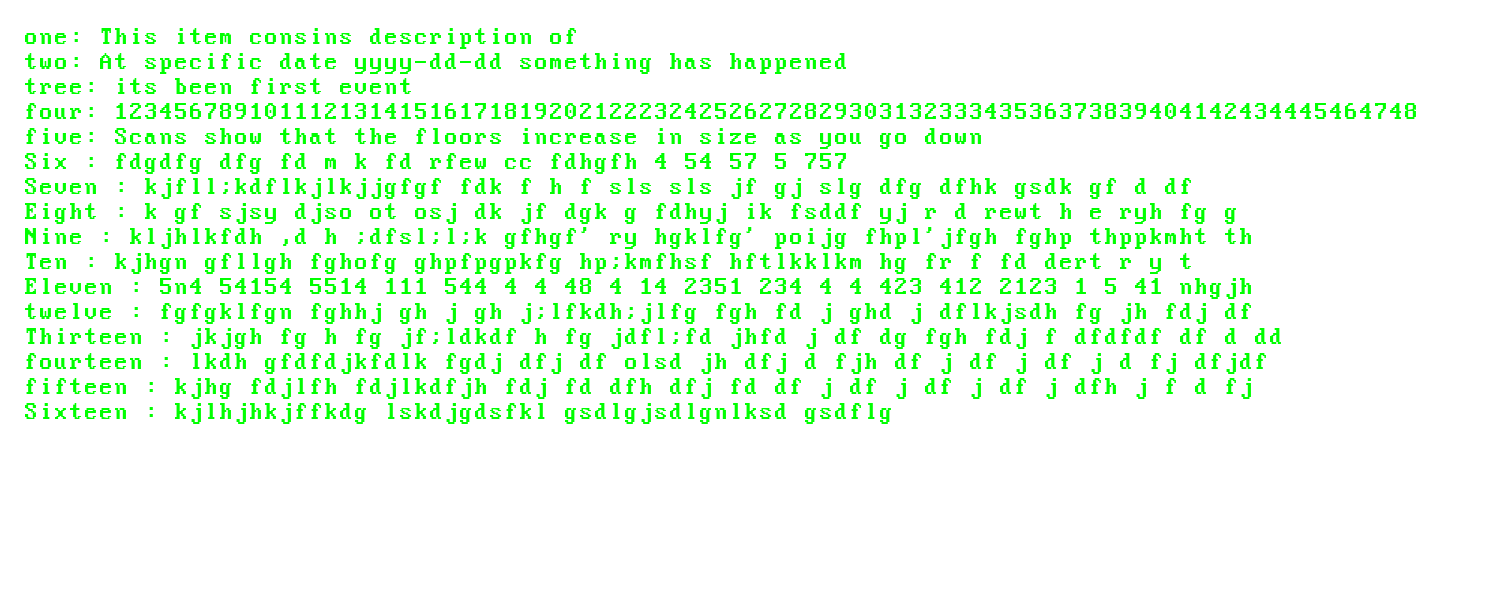 one: This item consins description of
two: At specific date yyyy-dd-dd something has happened
tree: its been first event
four: 123456789101112131415161718192021222324252627282930313233343536373839404142434445464748
five: Scans show that the floors increase in size as you go down
Six : fdgdfg dfg fd m k fd rfew cc fdhgfh 4 54 57 5 757
Seven : kjfll;kdflkjlkjjgfgf fdk f h f sls sls jf gj slg dfg dfhk gsdk gf d df
Eight : k gf sjsy djso ot osj dk jf dgk g fdhyj ik fsddf yj r d rewt h e ryh fg g
Nine : kljhlkfdh ,d h ;dfsl;l;k gfhgf' ry hgklfg' poijg fhpl'jfgh fghp thppkmht th
Ten : kjhgn gfllgh fghofg ghpfpgpkfg hp;kmfhsf hftlkklkm hg fr f fd dert r y t
Eleven : 5n4 54154 5514 111 544 4 4 48 4 14 2351 234 4 4 423 412 2123 1 5 41 nhgjh
twelve : fgfgklfgn fghhj gh j gh j;lfkdh;jlfg fgh fd j ghd j dflkjsdh fg jh fdj df
Thirteen : jkjgh fg h fg jf;ldkdf h fg jdfl;fd jhfd j df dg fgh fdj f dfdfdf df d dd
fourteen : lkdh gfdfdjkfdlk fgdj dfj df olsd jh dfj d fjh df j df j df j d fj dfjdf
fifteen : kjhg fdjlfh fdjlkdfjh fdj fd dfh dfj fd df j df j df j df j dfh j f d fj
Sixteen : kjlhjhkjffkdg lskdjgdsfkl gsdlgjsdlgnlksd gsdflg